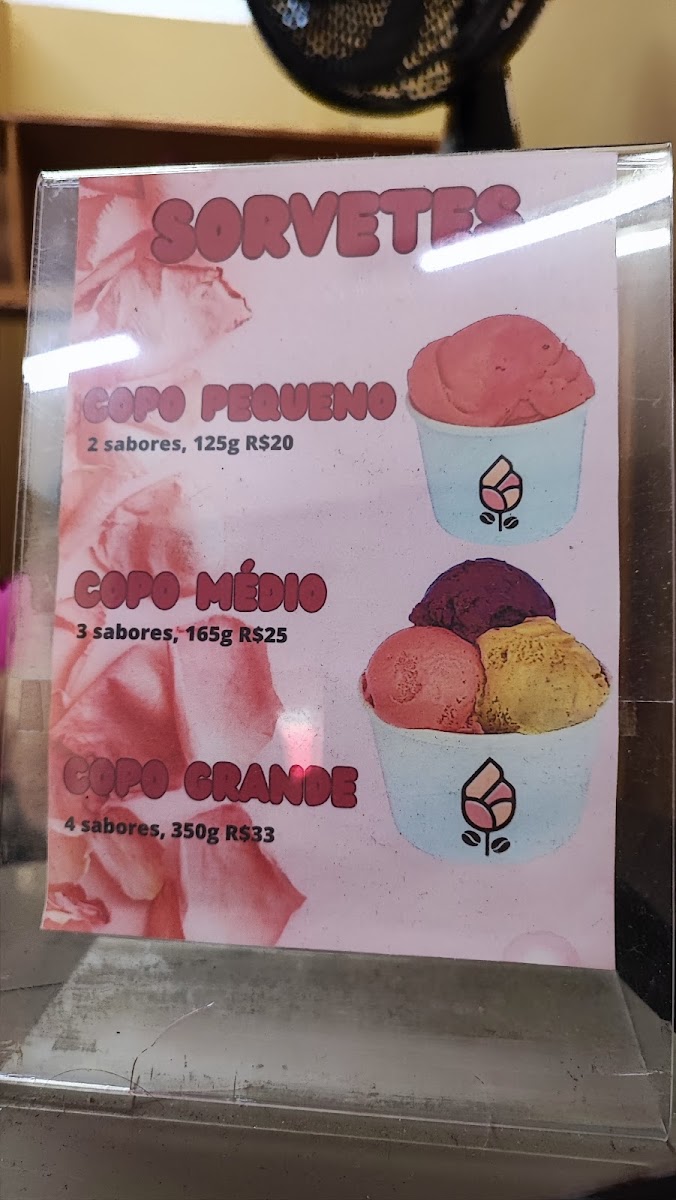 SORVETES
COPO PEQUENO
2 sabores, 125g R$20
COPO MÉDIO
3 sabores, 165g R$25
COPO GRANDE
4 sabores, 350g R$33